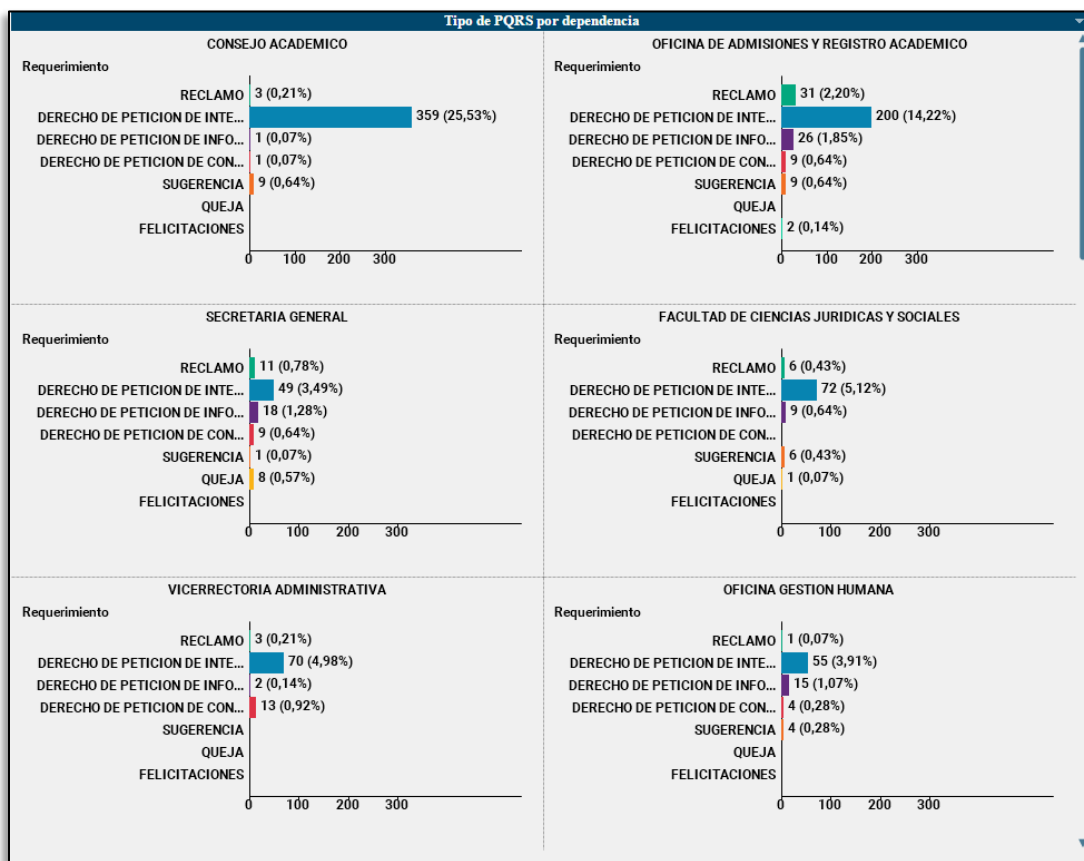 Tipo de PQRS por dependencia
CONSEJO ACADEMICO
Requerimiento
RECLAMO 3 (0,21%)
DERECHO DE PETICION DE INTE... 359 (25,53%)
DERECHO DE PETICION DE INFO... 1 (0,07%)
DERECHO DE PETICION DE CON... 1 (0,07%)
SUGERENCIA 9 (0,64%)
QUEJA
FELICITACIONES
0 100 200 300
OFICINA DE ADMISIONES Y REGISTRO ACADEMICO
Requerimiento
RECLAMO 31 (2,20%)
DERECHO DE PETICION DE INTE... 200 (14,22%)
DERECHO DE PETICION DE INFO... 26 (1,85%)
DERECHO DE PETICION DE CON... 9 (0,64%)
SUGERENCIA 9 (0,64%)
QUEJA
FELICITACIONES 2 (0,14%)
0 100 200 300
SECRETARIA GENERAL
Requerimiento
RECLAMO 11 (0,78%)
DERECHO DE PETICION DE INTE... 49 (3,49%)
DERECHO DE PETICION DE INFO... 18 (1,28%)
DERECHO DE PETICION DE CON... 9 (0,64%)
SUGERENCIA 1 (0,07%)
QUEJA 8 (0,57%)
FELICITACIONES
0 100 200 300
FACULTAD DE CIENCIAS JURIDICAS Y SOCIALES
Requerimiento
RECLAMO 6 (0,43%)
DERECHO DE PETICION DE INTE... 72 (5,12%)
DERECHO DE PETICION DE INFO... 9 (0,64%)
DERECHO DE PETICION DE CON...
SUGERENCIA 6 (0,43%)
QUEJA 1 (0,07%)
FELICITACIONES
0 100 200 300
VICERRECTORIA ADMINISTRATIVA
Requerimiento
RECLAMO 3 (0,21%)
DERECHO DE PETICION DE INTE... 70 (4,98%)
DERECHO DE PETICION DE INFO... 2 (0,14%)
DERECHO DE PETICION DE CON... 13 (0,92%)
SUGERENCIA
QUEJA
FELICITACIONES
0 100 200 300
OFICINA GESTION HUMANA
Requerimiento
RECLAMO 1 (0,07%)
DERECHO DE PETICION DE INTE... 55 (3,91%)
DERECHO DE PETICION DE INFO... 15 (1,07%)
DERECHO DE PETICION DE CON... 4 (0,28%)
SUGERENCIA 4 (0,28%)
QUEJA
FELICITACIONES
0 100 200 300